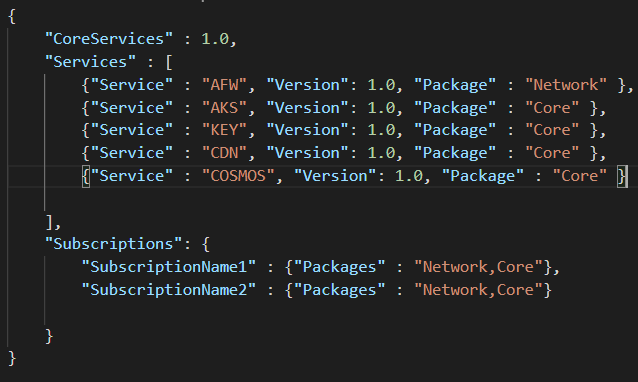 {
"CoreServices" : 1.0,
"Services" : [
{"Service" : "AFW", "Version": 1.0, "Package" : "Network" },
{"Service" : "AKS", "Version": 1.0, "Package" : "Core" },
{"Service" : "KEY", "Version": 1.0, "Package" : "Core" },
{"Service" : "CDN", "Version": 1.0, "Package" : "Core" },
{"Service" : "COSMOS", "Version": 1.0, "Package" : "Core" }
],
"Subscriptions": {
"SubscriptionName1" : {"Packages" : "Network,Core"},
"SubscriptionName2" : {"Packages" : "Network,Core"}
}
}